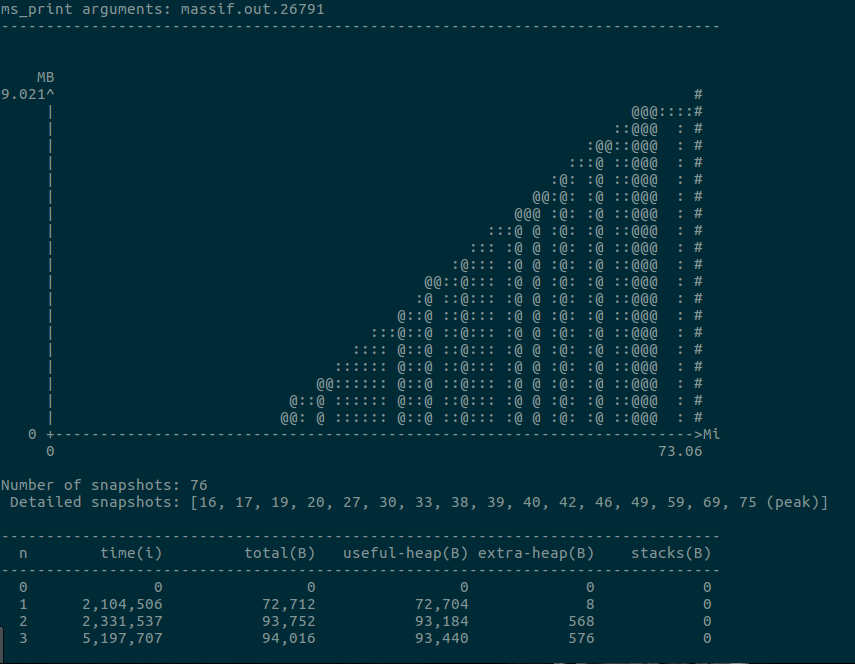 ms_print arguments: massif.out.26791
--------------------------------------------------------------------------------
    MB
9.021^                                                                       #
     |                                                                @@@::::#
     |                                                              ::@@@  : #
     |                                                           :@@::@@@  : #
     |                                                         :::@ ::@@@  : #
     |                                                       :@: :@ ::@@@  : #
     |                                                     @@:@: :@ ::@@@  : #
     |                                                   @@@ :@: :@ ::@@@  : #
     |                                                :::@ @ :@: :@ ::@@@  : #
     |                                              ::: :@ @ :@: :@ ::@@@  : #
     |                                            :@::: :@ @ :@: :@ ::@@@  : #
     |                                         @@::@::: :@ @ :@: :@ ::@@@  : #
     |                                        :@ ::@::: :@ @ :@: :@ ::@@@  : #
     |                                      @::@ ::@::: :@ @ :@: :@ ::@@@  : #
     |                                   :::@::@ ::@::: :@ @ :@: :@ ::@@@  : #
     |                                 :::: @::@ ::@::: :@ @ :@: :@ ::@@@  : #
     |                               :::::: @::@ ::@::: :@ @ :@: :@ ::@@@  : #
     |                             @@:::::: @::@ ::@::: :@ @ :@: :@ ::@@@  : #
     |                          @::@ :::::: @::@ ::@::: :@ @ :@: :@ ::@@@  : #
     |                         @@: @ :::::: @::@ ::@::: :@ @ :@: :@ ::@@@  : #
   0 +----------------------------------------------------------------------->Mi
     0                                                                   73.06
Number of snapshots: 76
 Detailed snapshots: [16, 17, 19, 20, 27, 30, 33, 38, 39, 40, 42, 46, 49, 59, 69, 75 (peak)]
--------------------------------------------------------------------------------
  n        time(i)         total(B)   useful-heap(B) extra-heap(B)    stacks(B)
--------------------------------------------------------------------------------
  0              0                0                0             0            0
  1      2,104,506           72,712           72,704             8            0
  2      2,331,537           93,752           93,184           568            0
  3      5,197,707           94,016           93,440           576            0